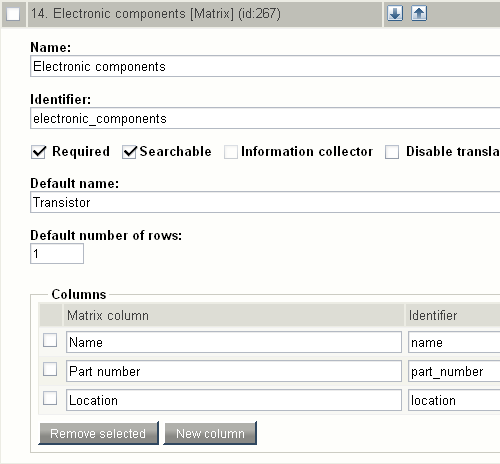 14. Electronic components [Matrix] (id:267)
Name:
Electronic components
Identifier:
electronic_components
Required Searchable Information collector Disable transla
Default name:
Transistor
Default number of rows:
1
Columns
Matrix column Identifier
Name name
Part number part_number
Location location
Remove selected New column